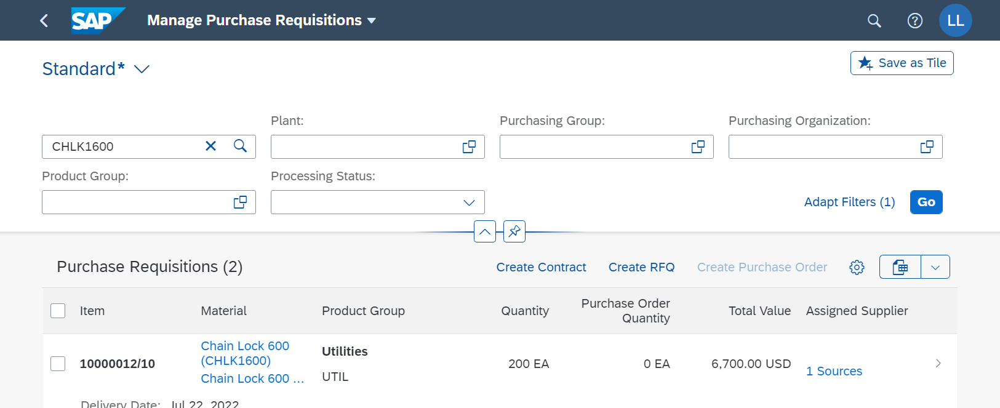 SAP
Manage Purchase Requisitions
LL
Standard*
Save as Tile
Plant:
Purchasing Group:
Purchasing Organization:
CHLK1600
Product Group:
Processing Status:
Adapt Filters (1)
Go
Purchase Requisitions (2)
Create Contract
Create RFQ
Create Purchase Order
Item
Material
Product Group
Quantity
Purchase Order
Quantity
Total Value
Assigned Supplier
10000012/10
Chain Lock 600
(CHLK1600)
Chain Lock 600 ...
Utilities
UTIL
200 EA
0 EA
6,700.00 USD
1 Sources
Delivery Date: Jul 22, 2022